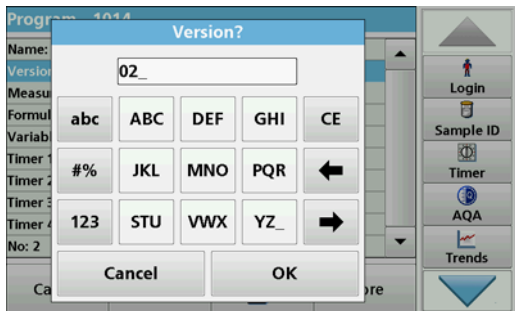 Program - 1014
Version?
Name:
Version
Measu
Formul
Variabl
Timer 1
Timer 2
Timer 3
Timer 4
No: 2
02_
abc ABC DEF GHI CE
#% JKL MNO PQR
123 STU VWX YZ_
Cancel OK
Ca ore
Login
Sample ID
Timer
AQA
Trends